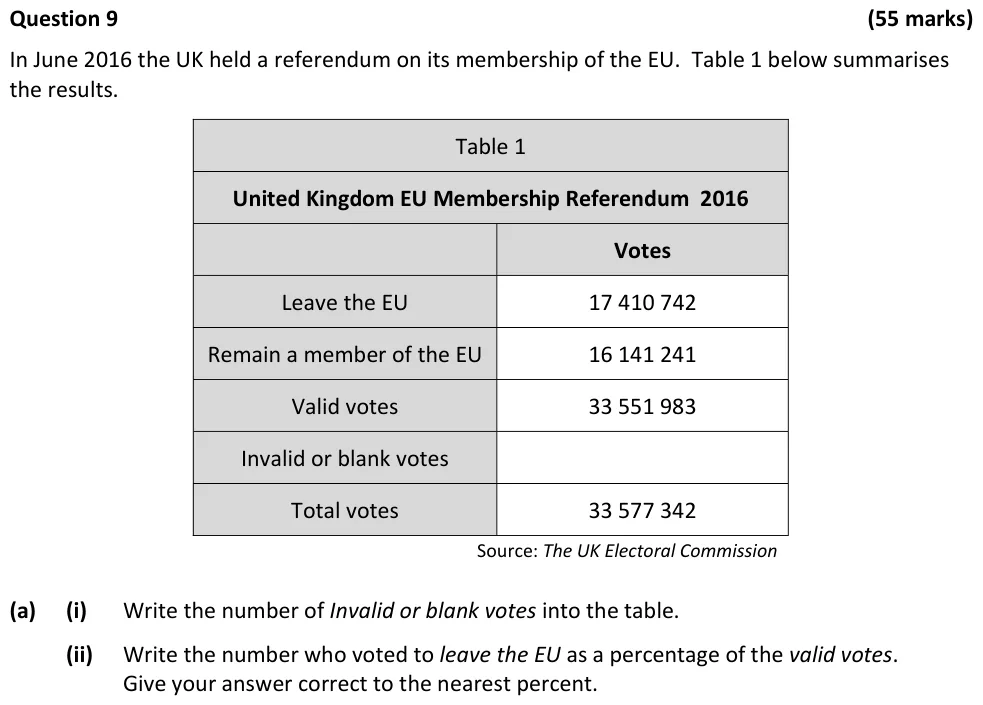 Question 9 (55 marks)
In June 2016 the UK held a referendum on its membership of the EU. Table 1 below summarises
the results.
Table 1
United Kingdom EU Membership Referendum 2016
Votes
Leave the EU 17 410 742
Remain a member of the EU 16 141 241
Valid votes 33 551 983
Invalid or blank votes
Total votes 33 577 342
Source: The UK Electoral Commission
(a) (i) Write the number of Invalid or blank votes into the table.
(ii) Write the number who voted to leave the EU as a percentage of the valid votes.
Give your answer correct to the nearest percent.